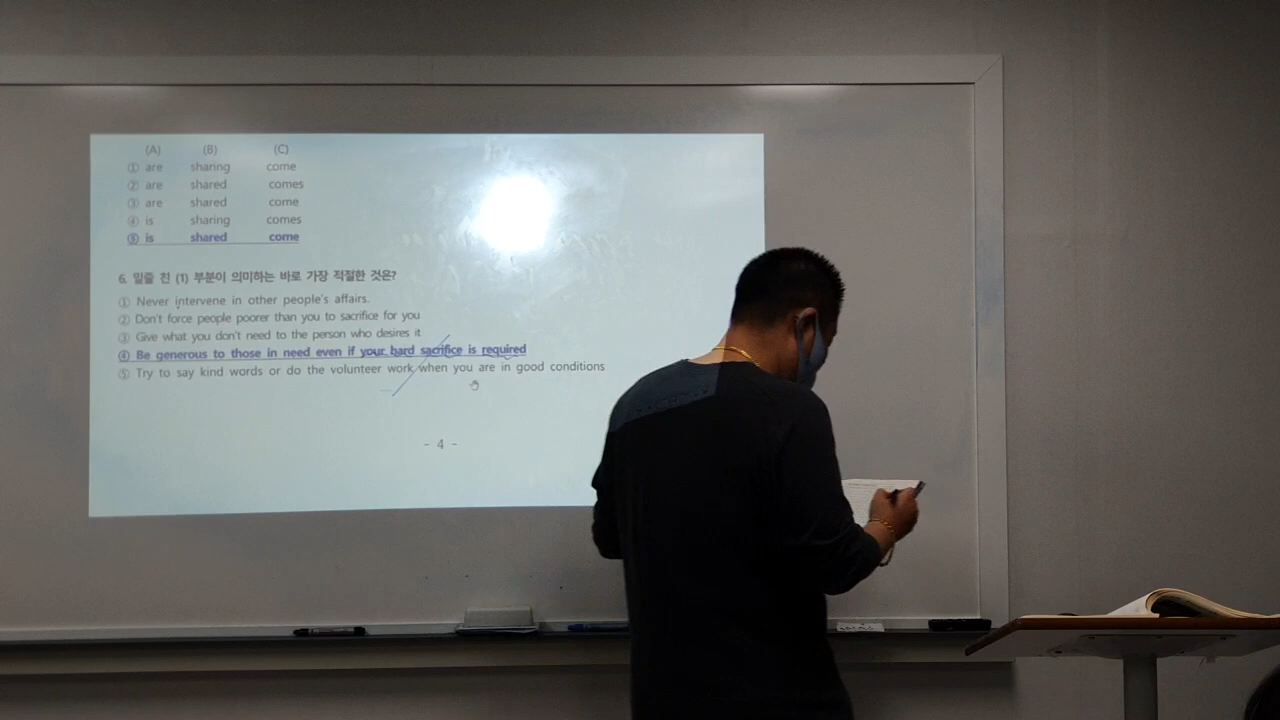 (A) (B) (C)
① are sharing come
② are shared comes
③ are shared come
④ is sharing comes
⑤ is shared come
6. 밑줄 친 (1) 부분이 의미하는 바로 가장 적절한 것은?
① Never intervene in other people's affairs.
② Don't force people poorer than you to sacrifice for you
③ Give what you don't need to the person who desires it
④ Be generous to those in need even if your hard sacrifice is required
⑤ Try to say kind words or do the volunteer work when you are in good conditions
- 4 -